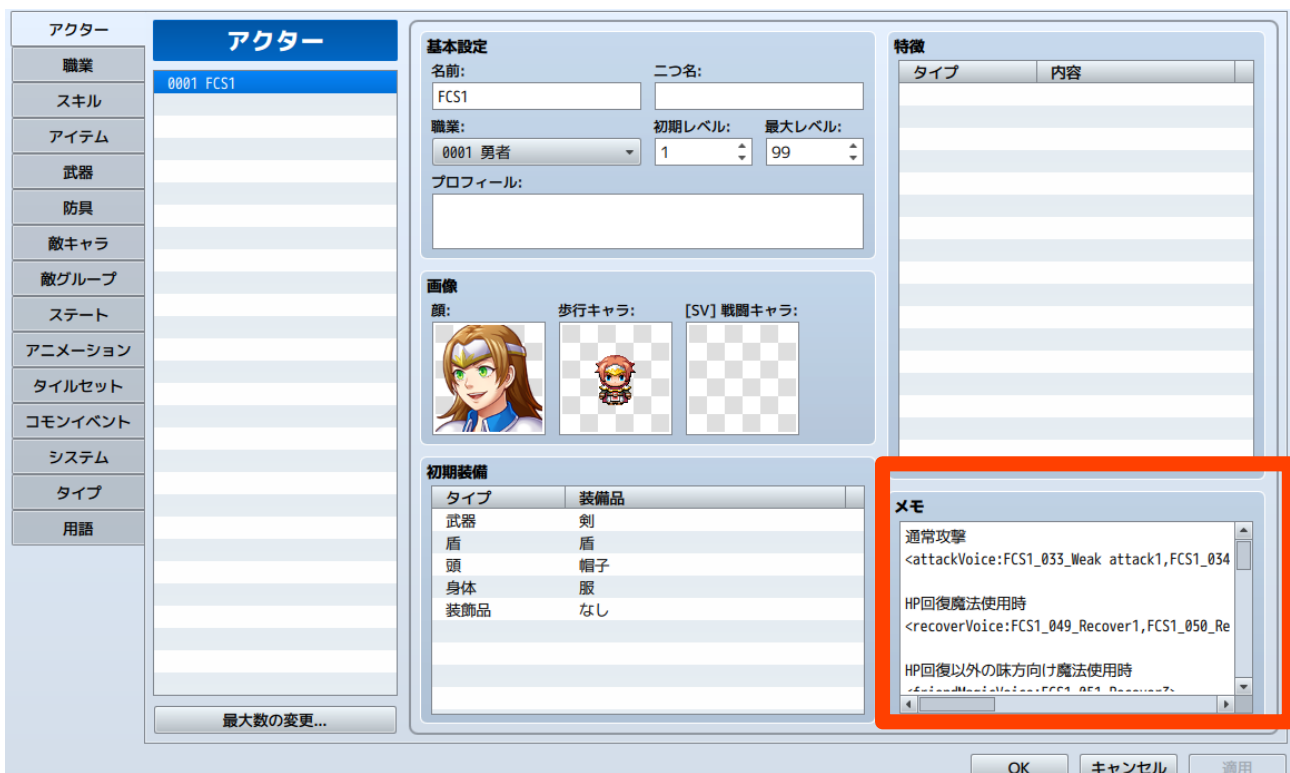 アクター
職業
スキル
アイテム
武器
防具
敵キャラ
敵グループ
ステート
アニメーション
タイルセット
コモンイベント
システム
タイプ
用語
アクター
0001 FCS1
最大数の変更...
基本設定
名前: 二つ名:
FCS1
職業: 初期レベル: 最大レベル:
0001 勇者 1 99
プロフィール:
画像
顔: 歩行キャラ: [SV] 戦闘キャラ:
初期装備
タイプ 装備品
武器 剣
盾 盾
頭 帽子
身体 服
装飾品 なし
特徴
タイプ 内容
メモ
通常攻撃
<attackVoice:FCS1_033_Weak attack1,FCS1_034
HP回復魔法使用時
<recoverVoice:FCS1_049_Recover1,FCS1_050_Re
HP回復以外の味方向け魔法使用時
<friendMagicVoice:FCS1_051_Recover3>
OK キャンセル 適用